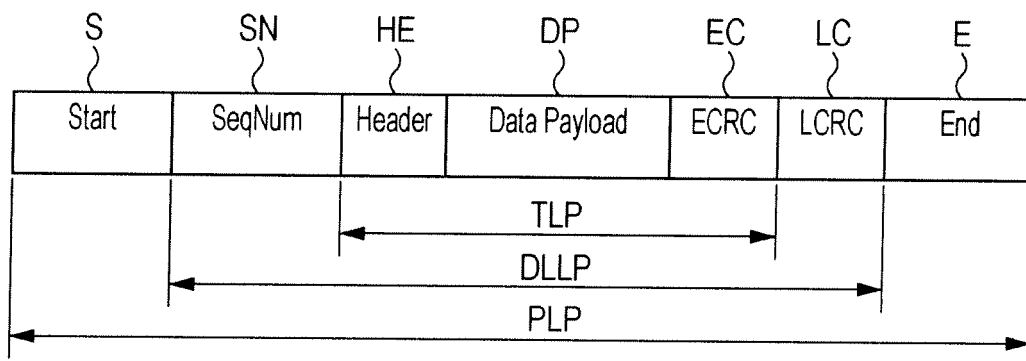 S SN HE DP EC LC E
Start SeqNum Header Data Payload ECRC LCRC End
TLP
DLLP
PLP